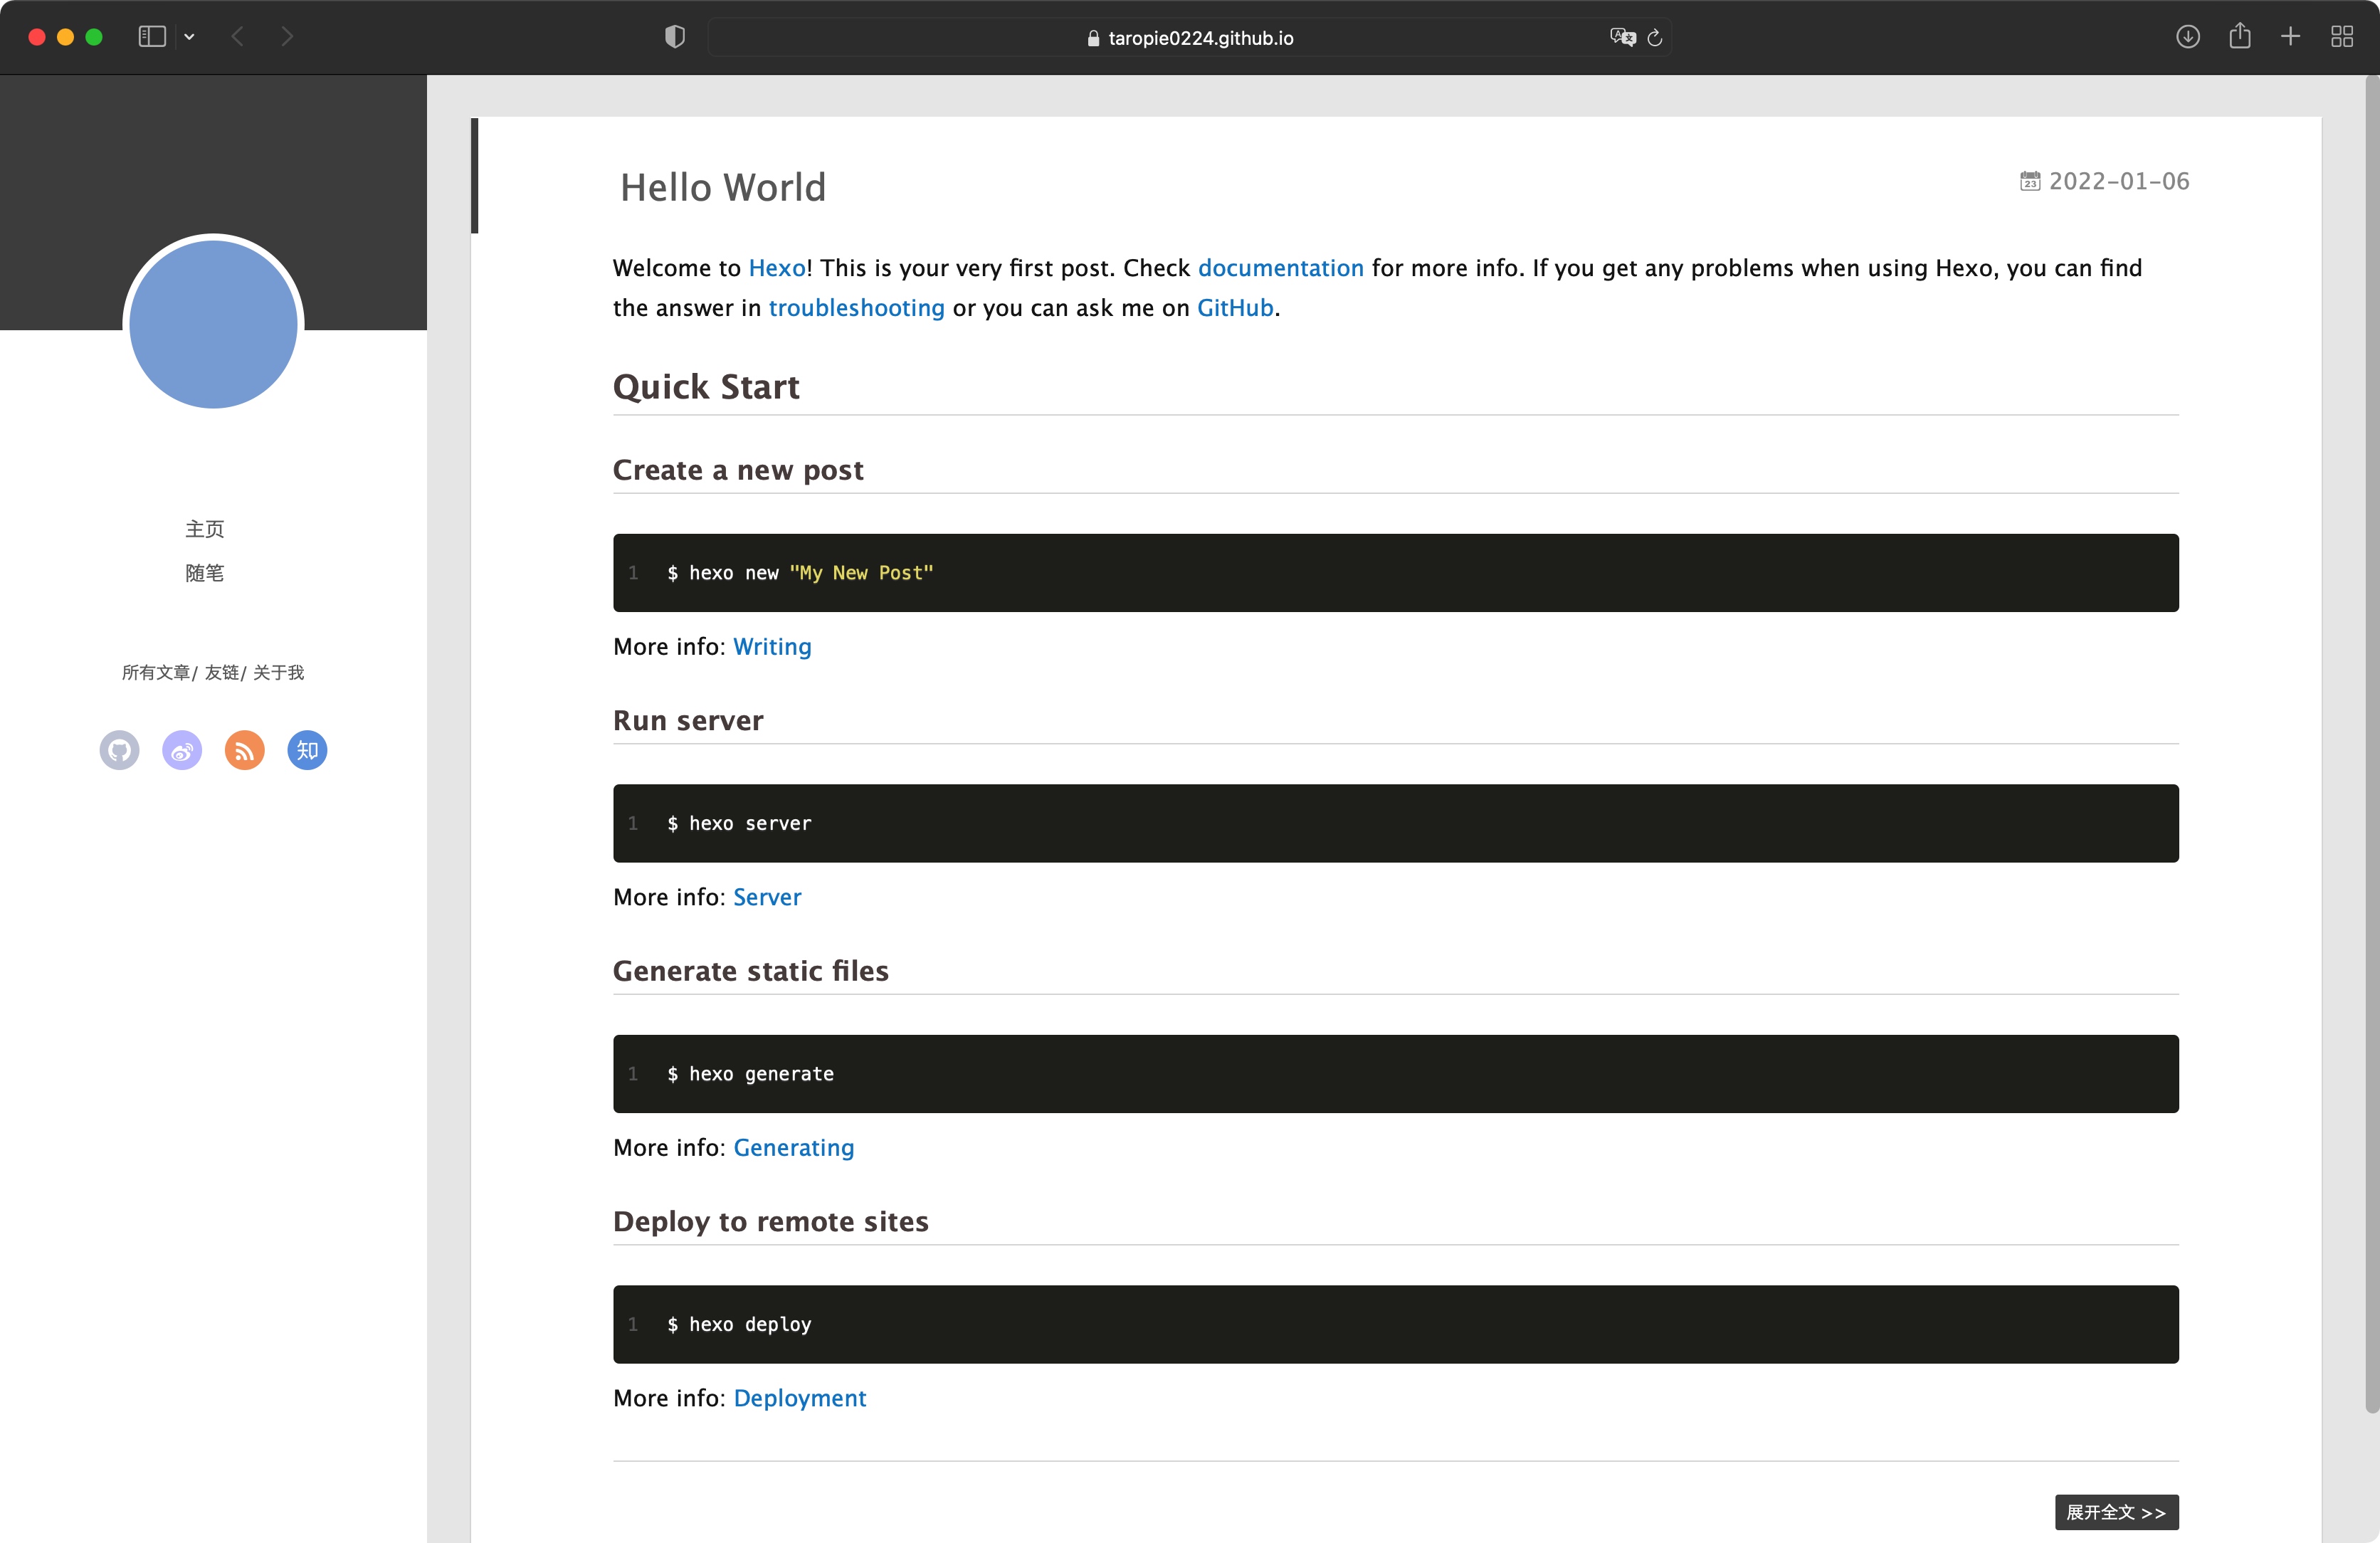 taropie0224.github.io
主页
随笔
所有文章/ 友链/ 关于我
知
Hello World
23 2022-01-06
Welcome to Hexo! This is your very first post. Check documentation for more info. If you get any problems when using Hexo, you can find
the answer in troubleshooting or you can ask me on GitHub.
Quick Start
Create a new post
1 $ hexo new "My New Post"
More info: Writing
Run server
1 $ hexo server
More info: Server
Generate static files
1 $ hexo generate
More info: Generating
Deploy to remote sites
1 $ hexo deploy
More info: Deployment
展开全文 >>